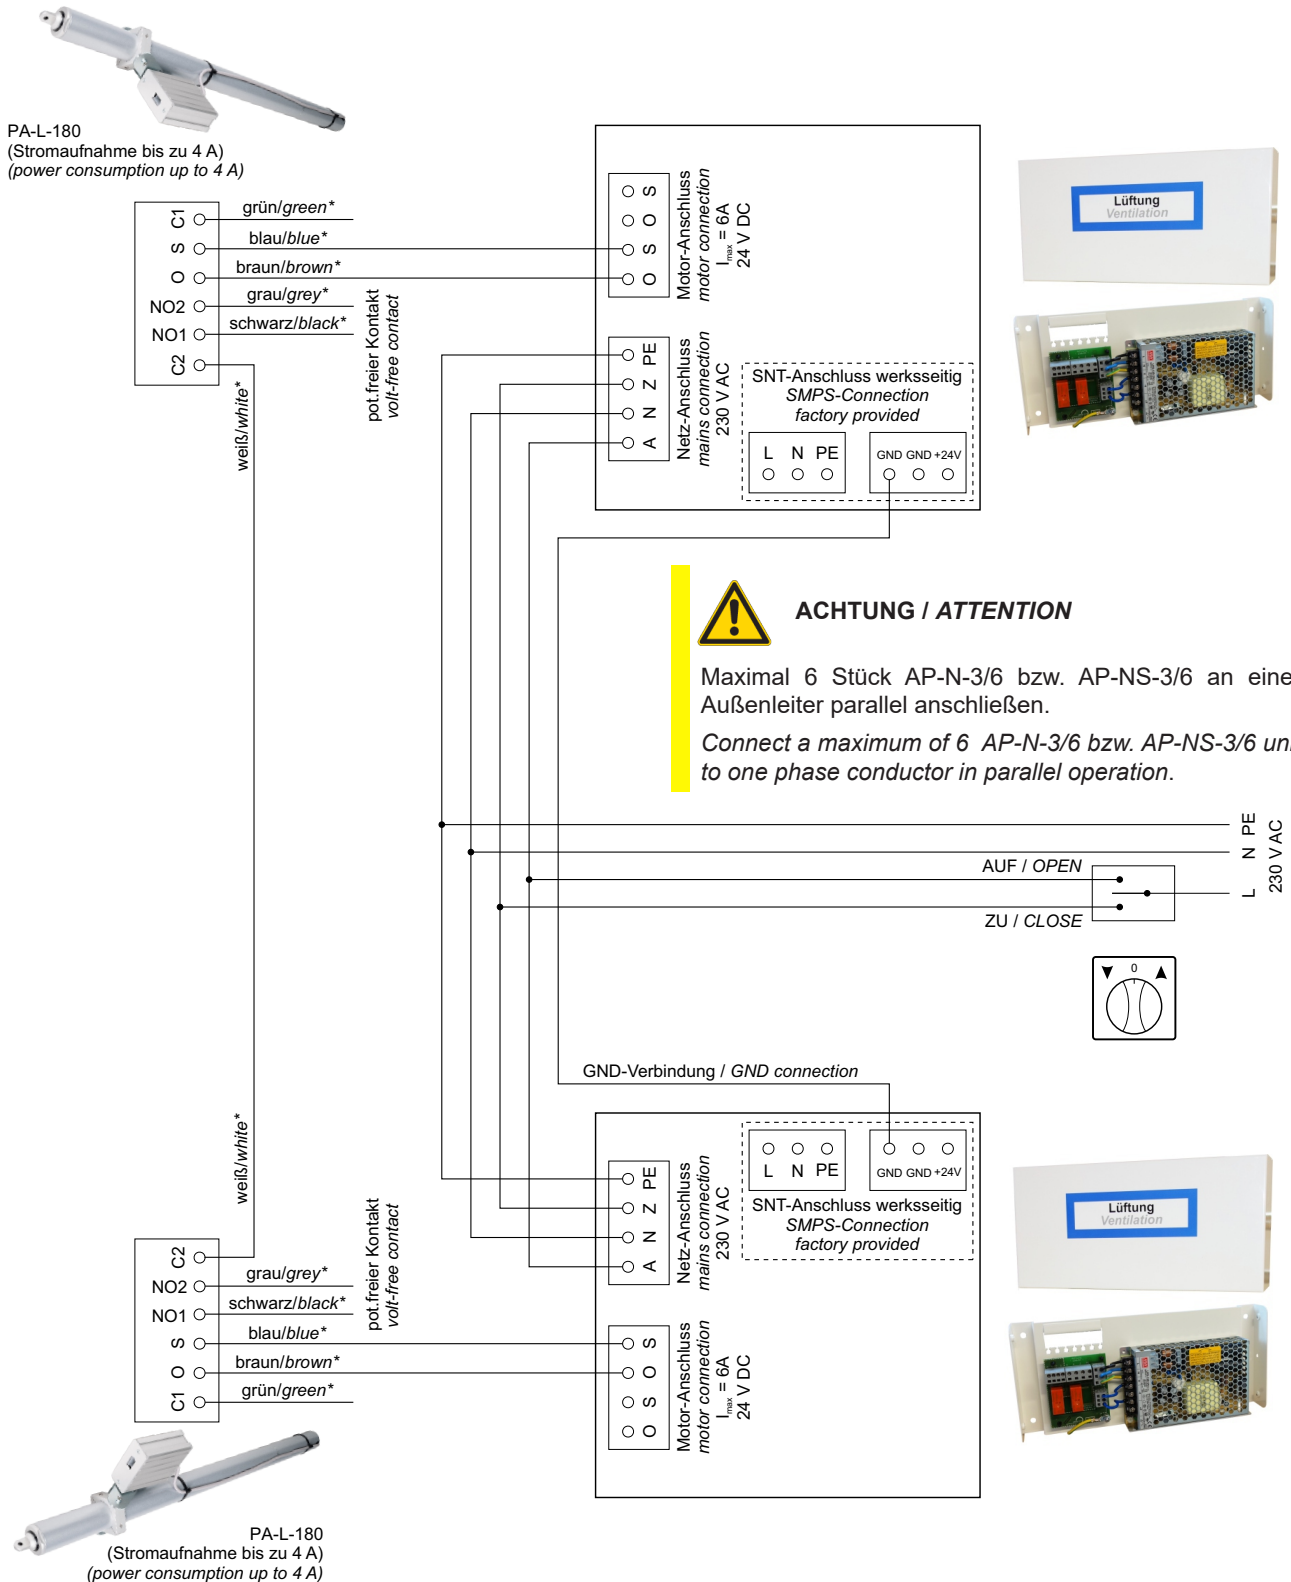 PA-L-180
(Stromaufnahme bis zu 4 A)
(power consumption up to 4 A)
C1
S
O
NO2
NO1
C2
grün/green*
blau/blue*
braun/brown*
grau/grey*
schwarz/black*
weiß/white*
pot.freier Kontakt
volt-free contact
S
O
S
O
Motor-Anschluss
motor connection
Imax = 6A
24 V DC
PE
Z
N
A
Netz-Anschluss
mains connection
230 V AC
SNT-Anschluss werksseitig
SMPS-Connection
factory provided
L N PE
GND GND +24V
Lüftung
Ventilation
ACHTUNG / ATTENTION
Maximal 6 Stück AP-N-3/6 bzw. AP-NS-3/6 an eine
Außenleiter parallel anschließen.
Connect a maximum of 6 AP-N-3/6 bzw. AP-NS-3/6 un
to one phase conductor in parallel operation.
PE
N
L
230 V AC
AUF / OPEN
ZU / CLOSE
0
GND-Verbindung / GND connection
weiß/white*
C2
NO2
NO1
S
O
C1
grau/grey*
schwarz/black*
blau/blue*
braun/brown*
grün/green*
pot.freier Kontakt
volt-free contact
PE
Z
N
A
Netz-Anschluss
mains connection
230 V AC
L N PE
GND GND +24V
SNT-Anschluss werksseitig
SMPS-Connection
factory provided
S
O
S
O
Motor-Anschluss
motor connection
Imax = 6A
24 V DC
Lüftung
Ventilation
PA-L-180
(Stromaufnahme bis zu 4 A)
(power consumption up to 4 A)